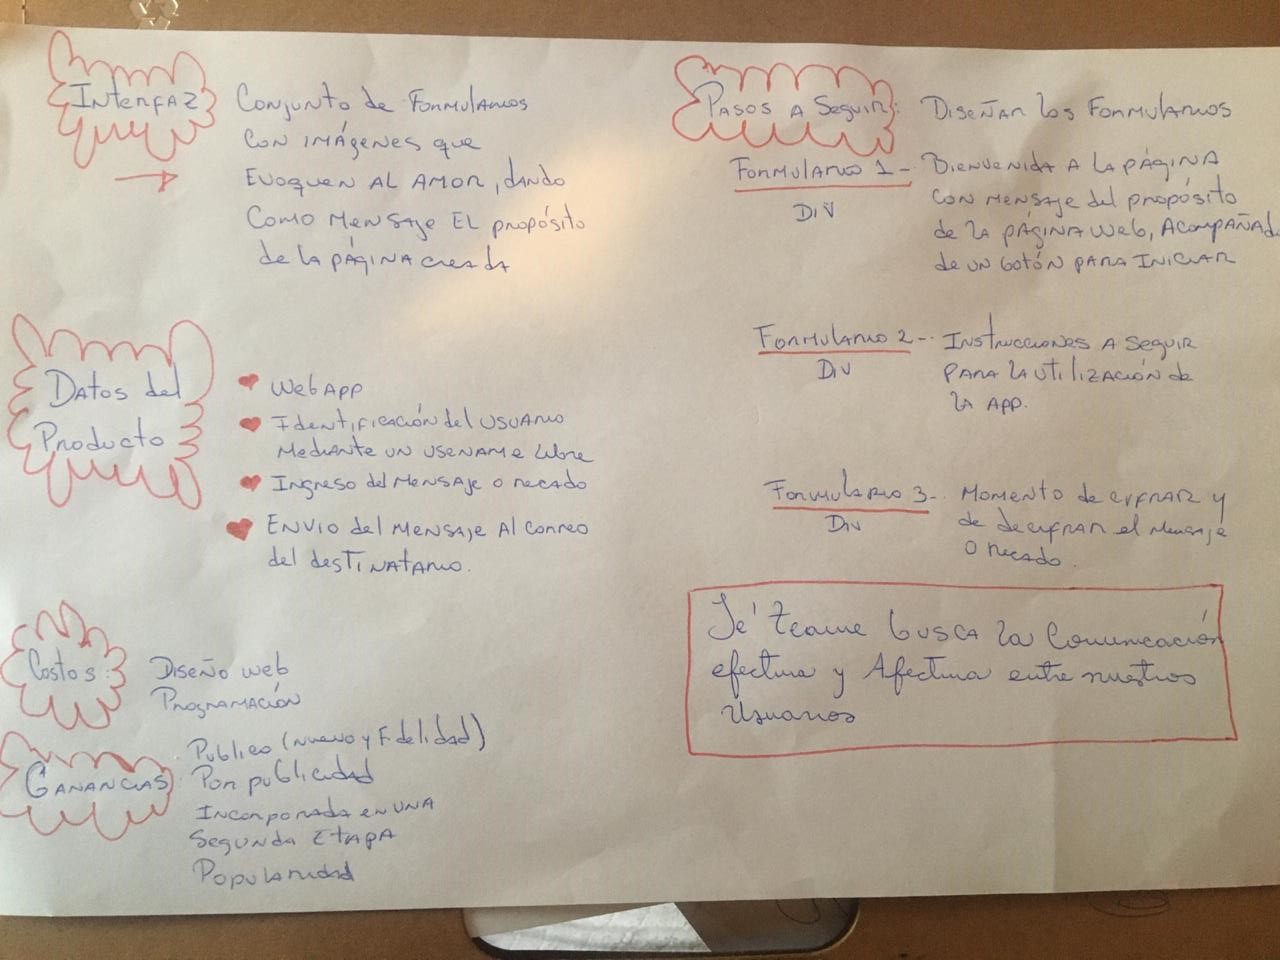 Interfaz
Conjunto de Formularios
con imágenes que
evoquen al amor, dando
como mensaje el propósito
de la página creada
Datos del
Producto
Web App
Identificación del usuario
mediante un usename libre
Ingreso del mensaje o recado
Envio del mensaje al correo
del destinatario.
Costos:
Diseño web
Programación
Ganancias
Publico (nuevo y Fidelidad)
Por publicidad
Incorporada en una
Segunda Etapa
Popularidad
Pasos a Seguir:
Diseñar los Formularios
Formulario 1-
Div
Bienvenida a la página
con mensaje del propósito
de la página web, acompañad
de un botón para iniciar
Formulario 2-
Div
Instrucciones a seguir
para la utilización de
la app.
Formulario 3-
Div
Momento de cifrar y
de decifrar el mensaje
o recado.
busca la comunicación
efectiva y Afectiva entre nuestros
Usuarios